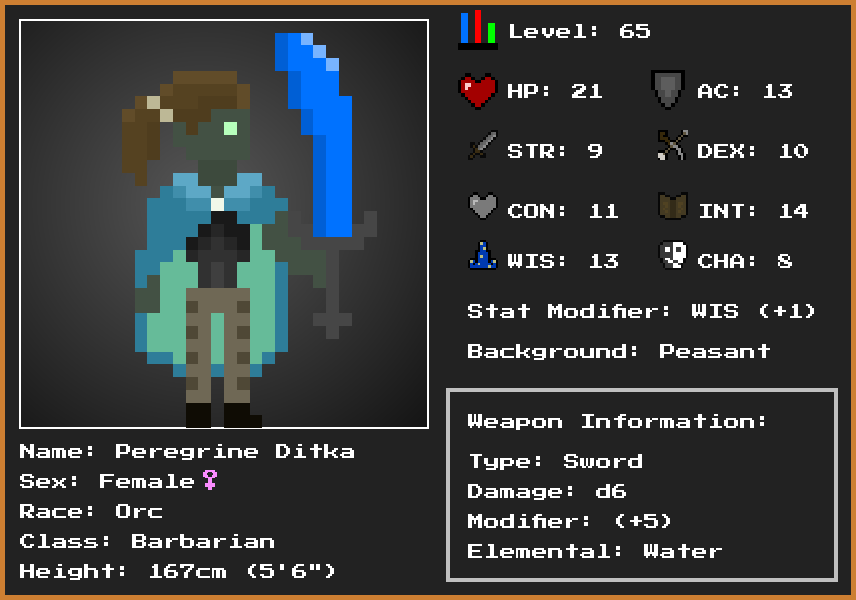 Level: 65
HP: 21 AC: 13
STR: 9 DEX: 10
CON: 11 INT: 14
WIS: 13 CHA: 8
Stat Modifier: WIS (+1)
Background: Peasant
Weapon Information:
Type: Sword
Damage: d6
Modifier: (+5)
Elemental: Water
Name: Peregrine Ditka
Sex: Female♀
Race: Orc
Class: Barbarian
Height: 167cm (5'6")